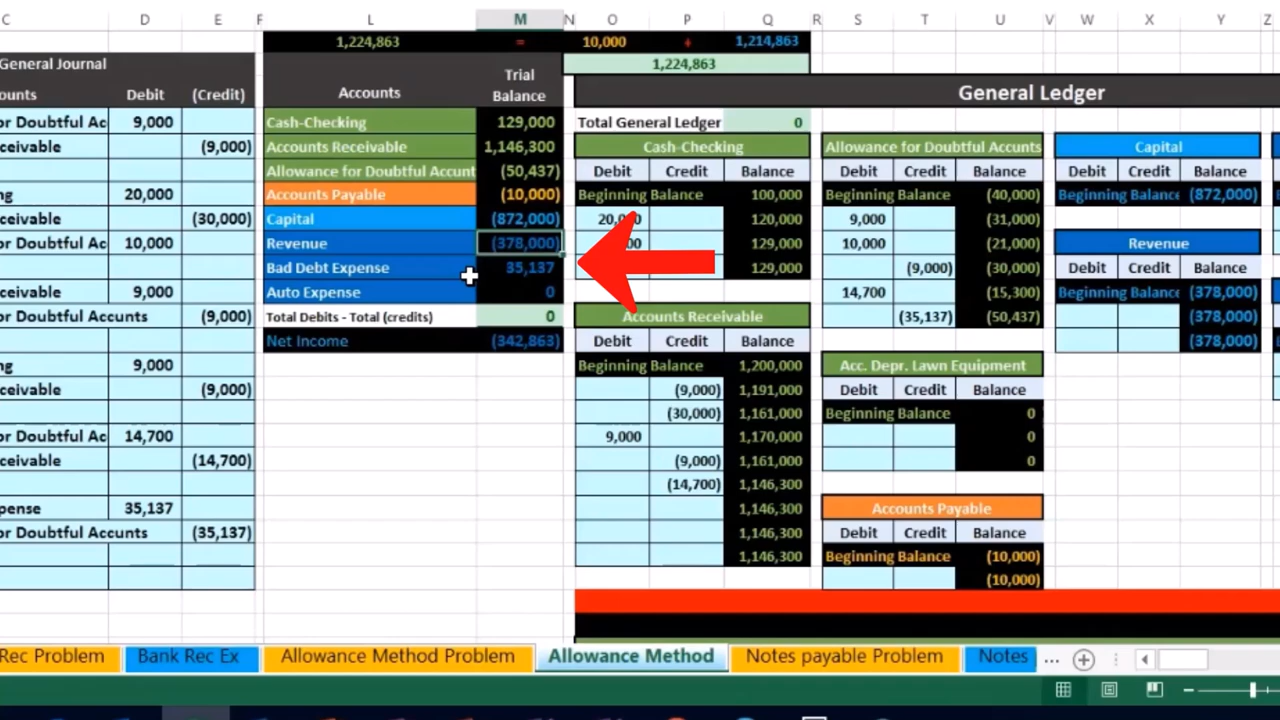 C D E F L M N O P Q R S T U V W X Y Z
1,224,863 = 10,000 + 1,214,863
General Journal 1,224,863
ounts Debit (Credit) Accounts Trial Balance General Ledger
or Doubtful Ac 9,000 Cash-Checking 129,000 Total General Ledger 0
ceivable (9,000) Accounts Receivable 1,146,300 Cash-Checking Allowance for Doubtful Accunts Capital
Allowance for Doubtful Accunt (50,437) Debit Credit Balance Debit Credit Balance Debit Credit Balance
ng 20,000 Accounts Payable (10,000) Beginning Balance 100,000 Beginning Balance (40,000) Beginning Balance (872,000)
ceivable (30,000) Capital (872,000) 120,000 9,000 (31,000)
or Doubtful Ac 10,000 Revenue (378,000) 129,000 10,000 (21,000) Revenue
Bad Debt Expense 35,137 129,000 (9,000) (30,000) Debit Credit Balance
ceivable 9,000 Auto Expense 0 14,700 (15,300) Beginning Balance (378,000)
or Doubtful Accunts (9,000) Total Debits - Total (credits) 0 Accounts Receivable (35,137) (50,437) (378,000)
Net Income (342,863) Debit Credit Balance (378,000)
ng 9,000 Beginning Balance 1,200,000 Acc. Depr. Lawn Equipment
ceivable (9,000) (9,000) 1,191,000 Debit Credit Balance
(30,000) 1,161,000 Beginning Balance 0
or Doubtful Ac 14,700 9,000 1,170,000 0
ceivable (14,700) (9,000) 1,161,000 0
(14,700) 1,146,300
pense 35,137 1,146,300 Accounts Payable
or Doubtful Accunts (35,137) 1,146,300 Debit Credit Balance
1,146,300 Beginning Balance (10,000)
(10,000)
Rec Problem Bank Rec Ex Allowance Method Problem Allowance Method Notes payable Problem Notes ...